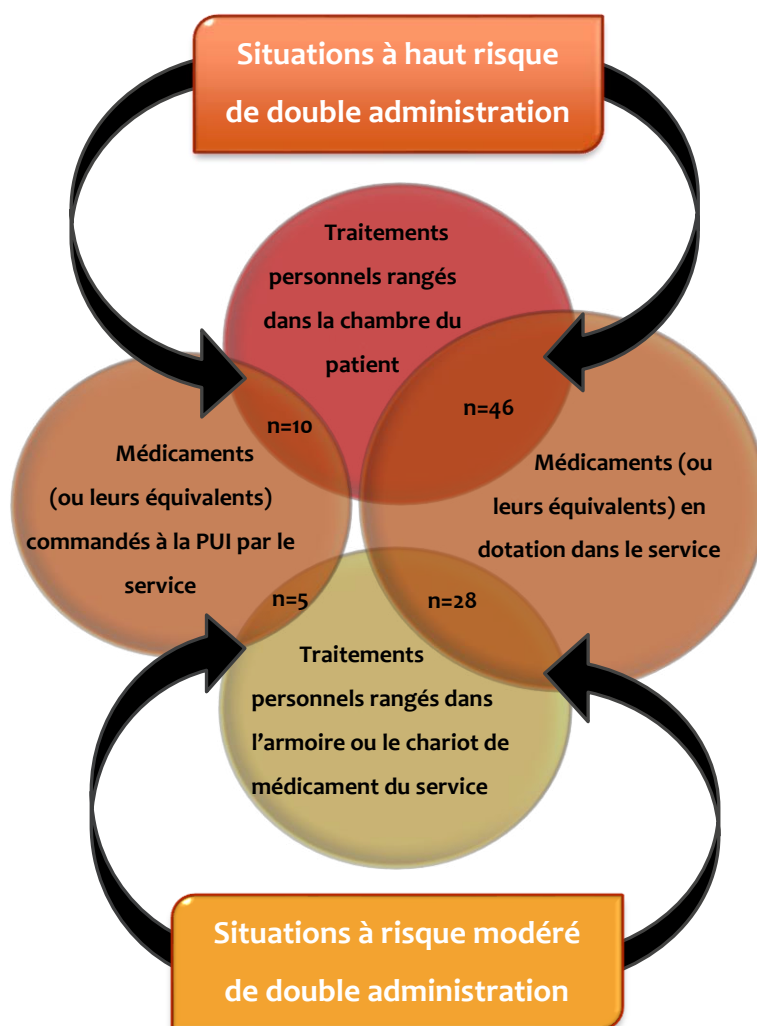 Situations à haut risque
de double administration
Traitements
personnels rangés
dans la chambre du
patient
n=10
n=46
Médicaments
(ou leurs équivalents)
commandés à la PUI par le
service
Médicaments (ou
leurs équivalents) en
dotation dans le service
n=5
n=28
Traitements
personnels rangés dans
l’armoire ou le chariot de
médicament du service
Situations à risque modéré
de double administration